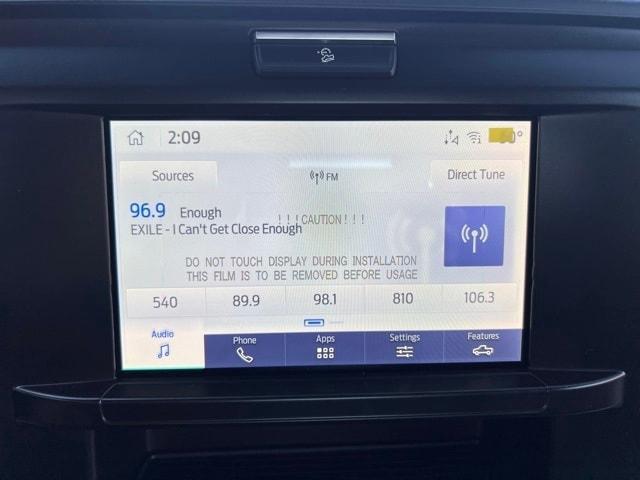 2:09
0°
Sources
FM
Direct Tune
96.9 Enough
! ! ! CAUTION ! ! !
EXILE - I Can't Get Close Enough
DO NOT TOUCH DISPLAY DURING INSTALLATION
THIS FILM IS TO BE REMOVED BEFORE USAGE
540 89.9 98.1 810 106.3
Audio Phone Apps Settings Features